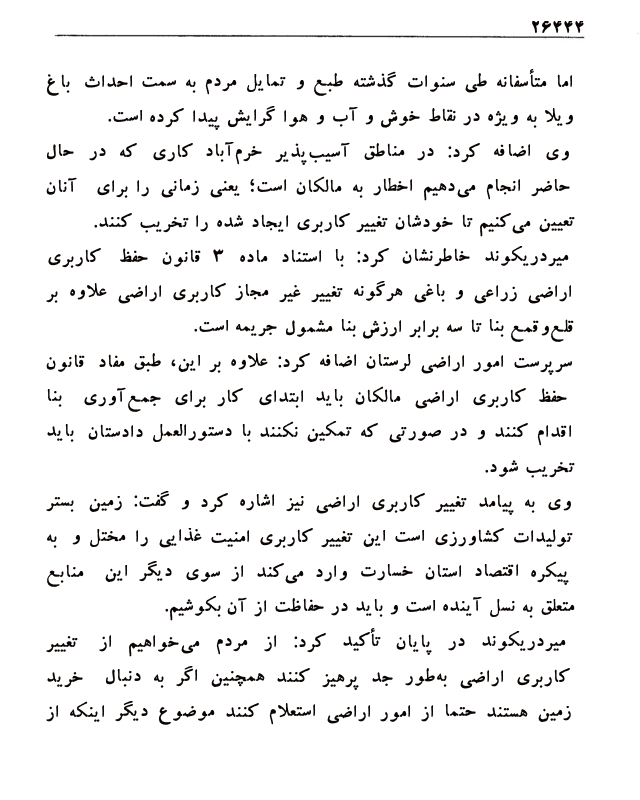 ۲۶۴۴۴
اما متأسفانه طی سنوات گذشته طبع و تمایل مردم به سمت احداث باغ
ویلا به ویژه در نقاط خوش و آب و هوا گرایش پیدا کرده است.
وی اضافه کرد: در مناطق آسیب‌پذیر خرم‌آباد کاری که در حال
حاضر انجام می‌دهیم اخطار به مالکان است؛ یعنی زمانی را برای آنان
تعیین می‌کنیم تا خودشان تغییر کاربری ایجاد شده را تخریب کنند.
میردریکوند خاطرنشان کرد: با استناد ماده ۳ قانون حفظ کاربری
اراضی زراعی و باغی هرگونه تغییر غیر مجاز کاربری اراضی علاوه بر
قلع‌و‌قمع بنا تا سه برابر ارزش بنا مشمول جریمه است.
سرپرست امور اراضی لرستان اضافه کرد: علاوه بر این، طبق مفاد قانون
حفظ کاربری اراضی مالکان باید ابتدای کار برای جمع‌آوری بنا
اقدام کنند و در صورتی که تمکین نکنند با دستورالعمل دادستان باید
تخریب شود.
وی به پیامد تغییر کاربری اراضی نیز اشاره کرد و گفت: زمین بستر
تولیدات کشاورزی است این تغییر کاربری امنیت غذایی را مختل و به
پیکره اقتصاد استان خسارت وارد می‌کند از سوی دیگر این منابع
متعلق به نسل آینده است و باید در حفاظت از آن بکوشیم.
میردریکوند در پایان تأکید کرد: از مردم می‌خواهیم از تغییر
کاربری اراضی به‌طور جد پرهیز کنند همچنین اگر به دنبال خرید
زمین هستند حتما از امور اراضی استعلام کنند موضوع دیگر اینکه از